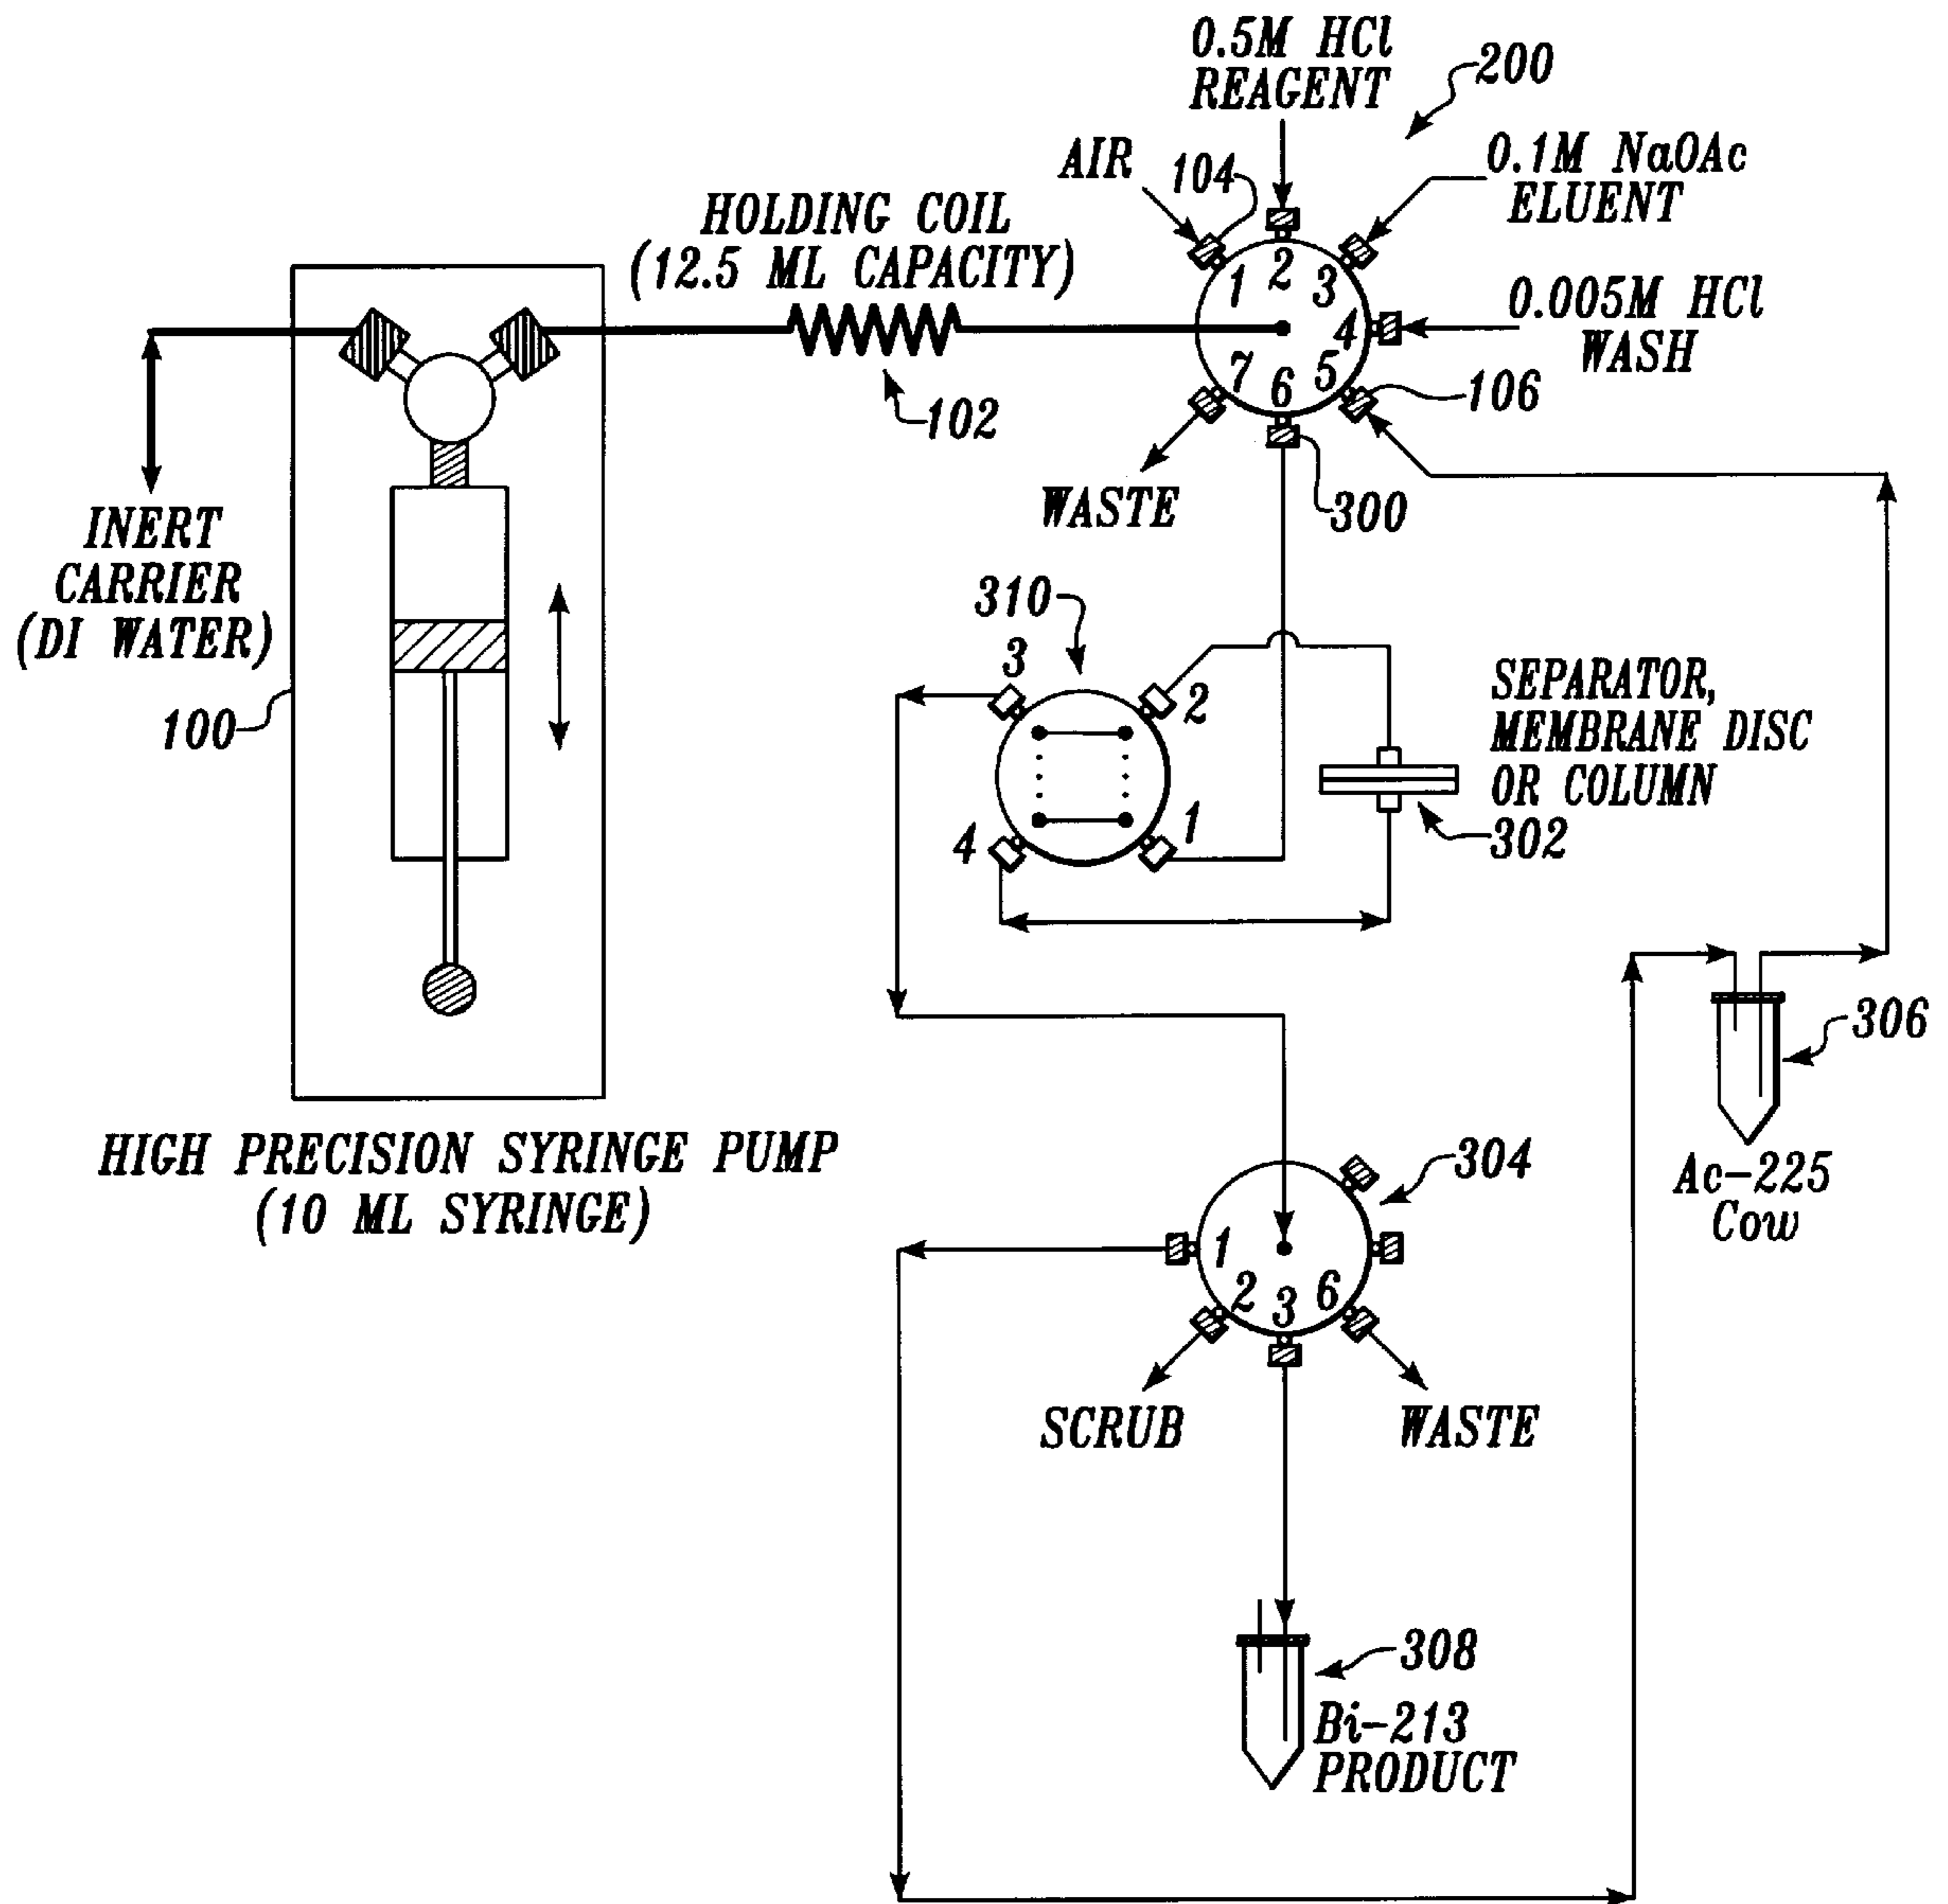 0.5M HCl
REAGENT
200
AIR
104
0.1M NaOAc
ELUENT
HOLDING COIL
(12.5 ML CAPACITY)
1
2
3
4
5
6
7
0.005M HCl
WASH
106
102
WASTE
300
INERT
CARRIER
(DI WATER)
100
310
3
2
4
1
SEPARATOR,
MEMBRANE DISC
OR COLUMN
302
306
Ac-225
Cow
HIGH PRECISION SYRINGE PUMP
(10 ML SYRINGE)
304
1
2
3
6
SCRUB
WASTE
308
Bi-213
PRODUCT